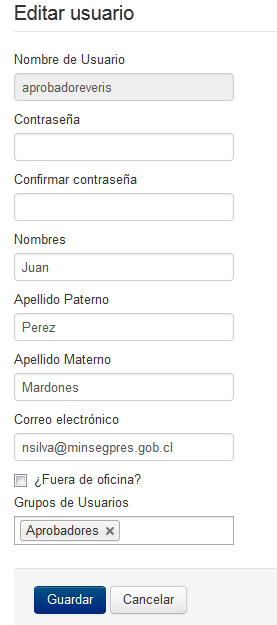 Editar usuario
Nombre de Usuario
aprobadoreveris
Contraseña
Confirmar contraseña
Nombres
Juan
Apellido Paterno
Perez
Apellido Materno
Mardones
Correo electrónico
nsilva@minsegpres.gob.cl
¿Fuera de oficina?
Grupos de Usuarios
Aprobadores ×
Guardar Cancelar